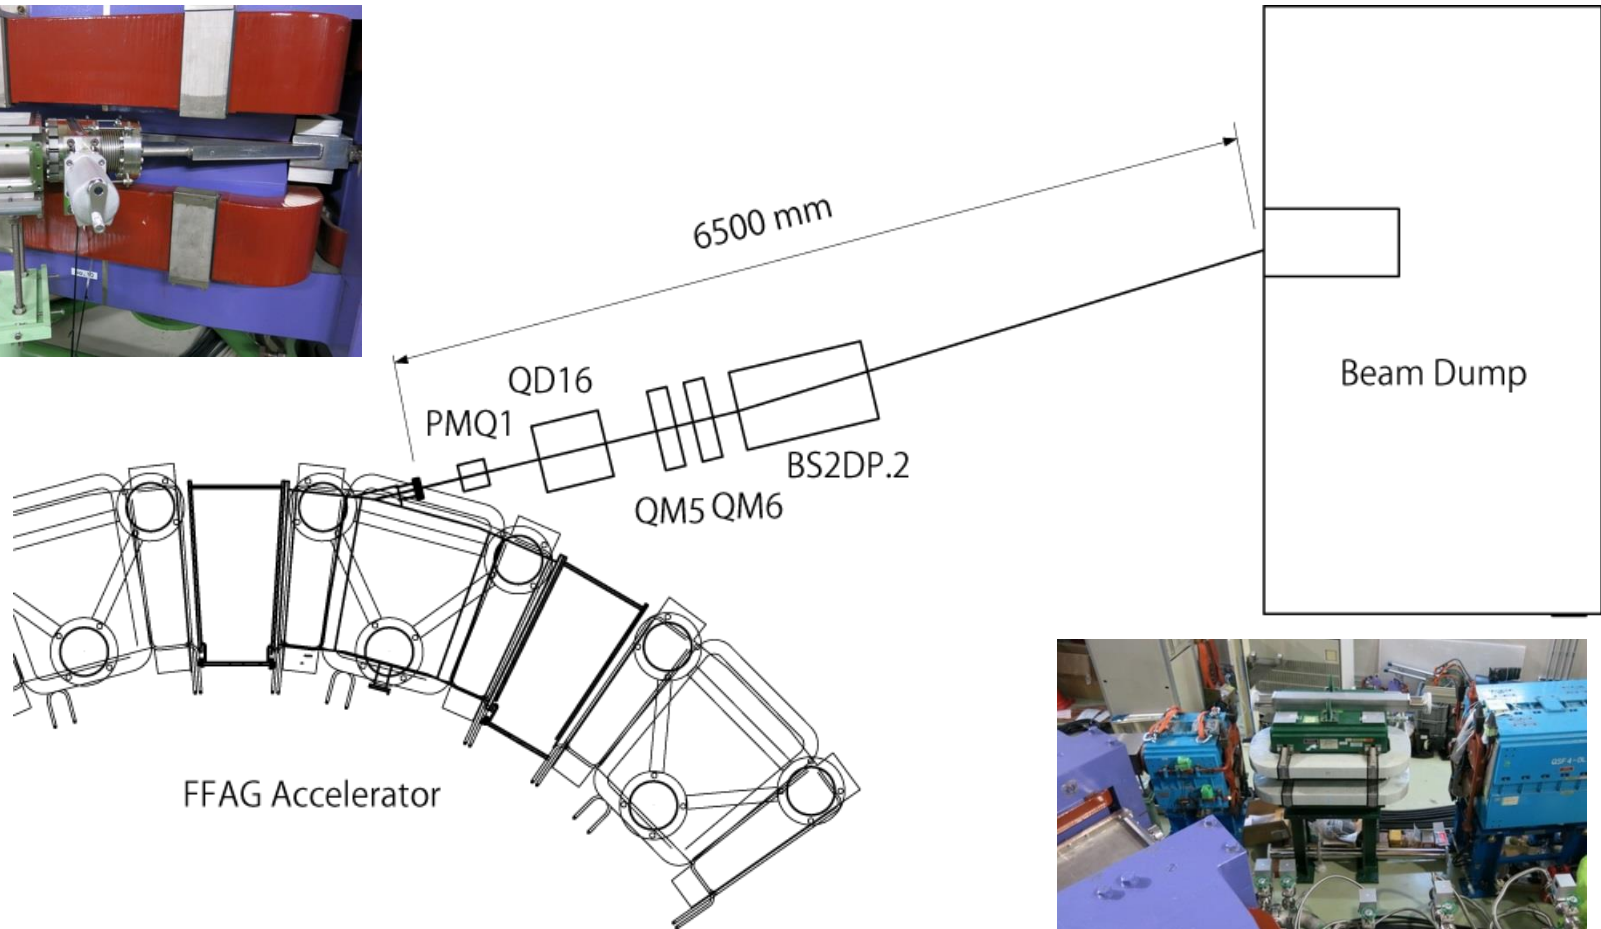 6500 mm
QD16
PMQ1
BS2DP.2
QM5 QM6
Beam Dump
FFAG Accelerator